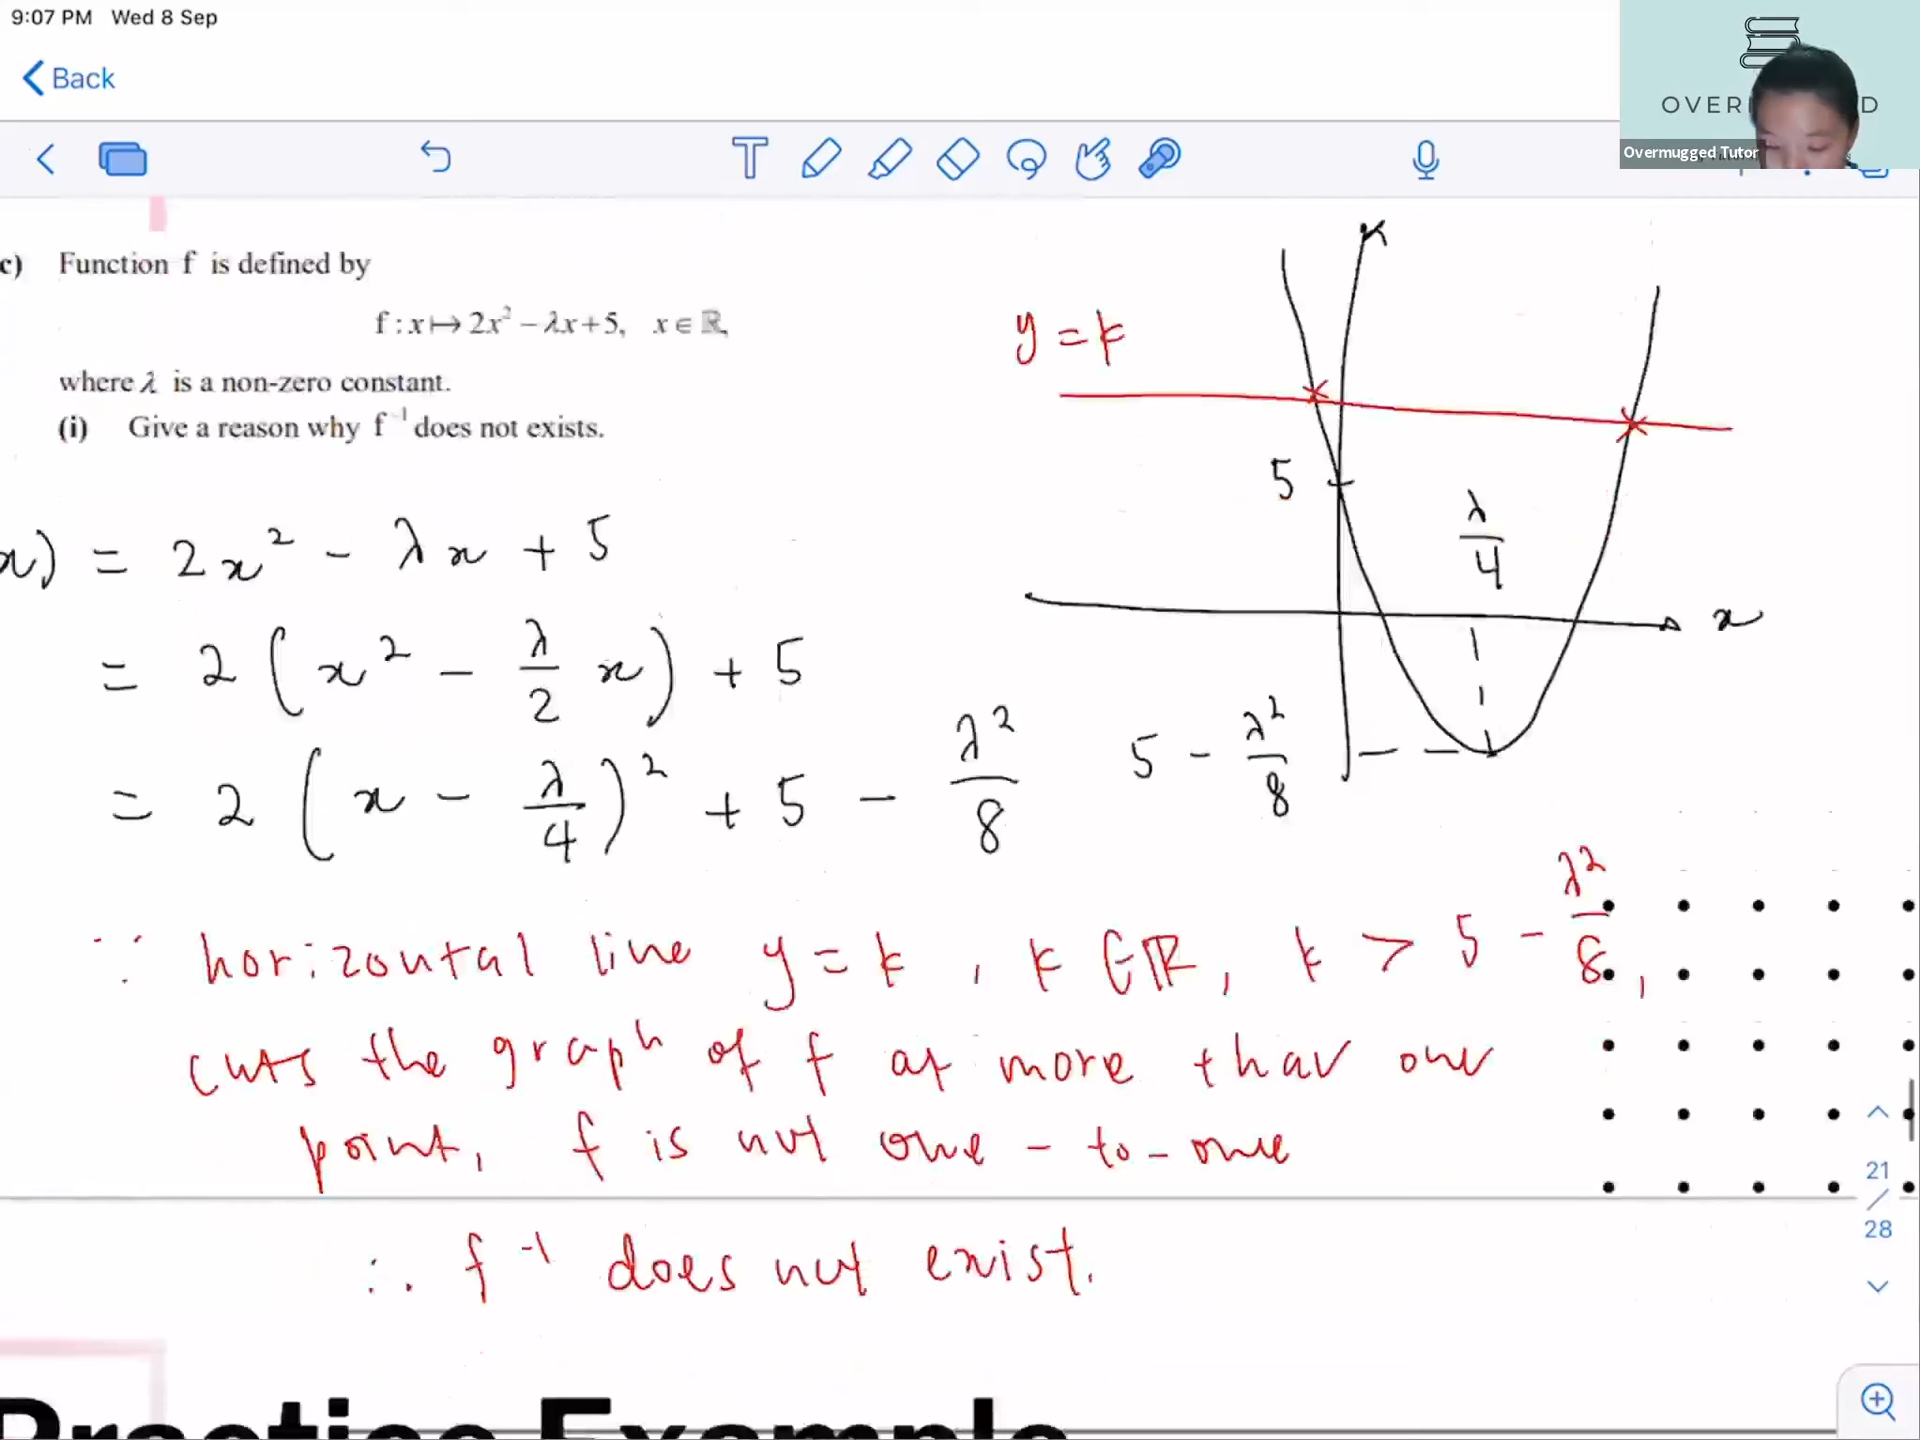 9:07 PM Wed 8 Sep
Back
OVER D
Overmugged Tutor
c) Function f is defined by
f : x ↦ 2x² − λx + 5, x ∈ ℝ,
where λ is a non-zero constant.
(i) Give a reason why f⁻¹ does not exists.
x) = 2x² − λx + 5
= 2(x² − λ/2 x) + 5
= 2(x − λ/4)² + 5 − λ²/8
y = k
5
λ/4
x
5 − λ²/8
∵ horizontal line y = k, k ∈ ℝ, k > 5 − λ²/8,
cuts the graph of f at more than one
point, f is not one-to-one
∴ f⁻¹ does not exist.
21
/
28
Practice Example